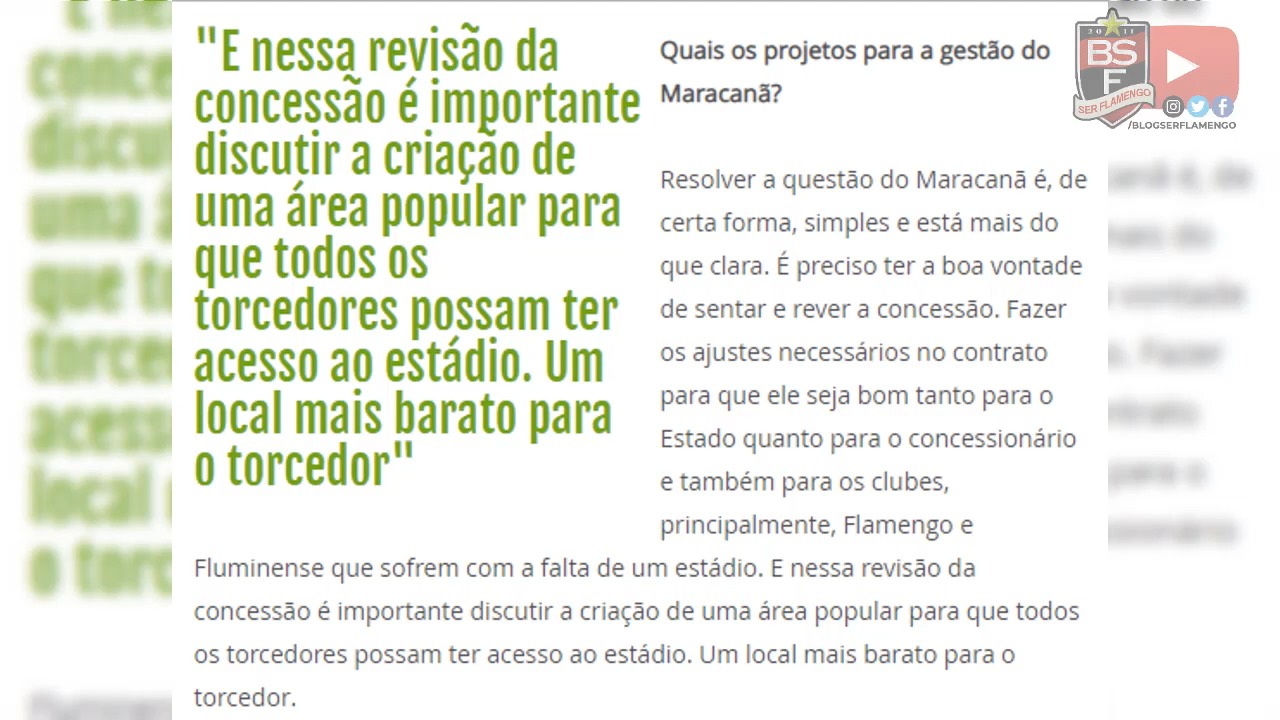 "E nessa revisão da
concessão é importante
discutir a criação de
uma área popular para
que todos os
torcedores possam ter
acesso ao estádio. Um
local mais barato para
o torcedor"
Quais os projetos para a gestão do
Maracanã?
Resolver a questão do Maracanã é, de
certa forma, simples e está mais do
que clara. É preciso ter a boa vontade
de sentar e rever a concessão. Fazer
os ajustes necessários no contrato
para que ele seja bom tanto para o
Estado quanto para o concessionário
e também para os clubes,
principalmente, Flamengo e
Fluminense que sofrem com a falta de um estádio. E nessa revisão da
concessão é importante discutir a criação de uma área popular para que todos
os torcedores possam ter acesso ao estádio. Um local mais barato para o
torcedor.
2011
BS
F
SER FLAMENGO
/BLOGSERFLAMENGO